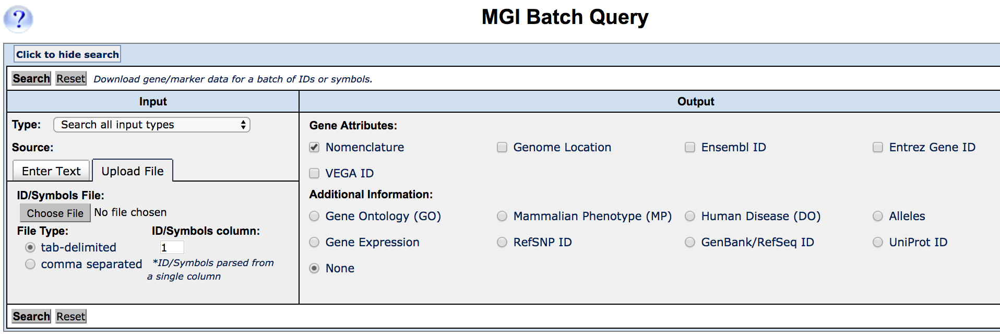 ?
MGI Batch Query
Click to hide search
Search Reset Download gene/marker data for a batch of IDs or symbols.
Input Output
Type: Search all input types
Source:
Enter Text Upload File
ID/Symbols File:
Choose File No file chosen
File Type: ID/Symbols column:
tab-delimited 1
comma separated *ID/Symbols parsed from
a single column
Gene Attributes:
Nomenclature Genome Location Ensembl ID Entrez Gene ID
VEGA ID
Additional Information:
Gene Ontology (GO) Mammalian Phenotype (MP) Human Disease (DO) Alleles
Gene Expression RefSNP ID GenBank/RefSeq ID UniProt ID
None
Search Reset